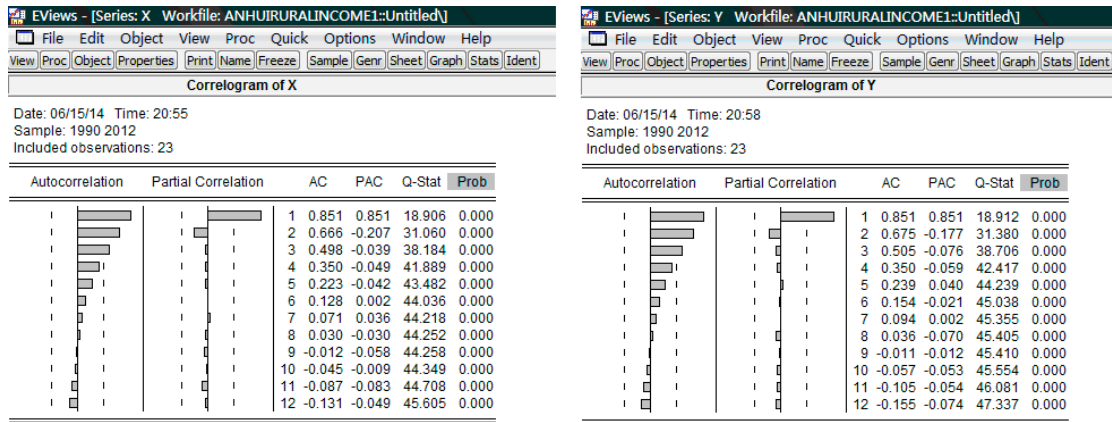 EViews - [Series: X Workfile: ANHUIRURALINCOME1::Untitled\]
File Edit Object View Proc Quick Options Window Help
View Proc Object Properties Print Name Freeze Sample Genr Sheet Graph Stats Ident
Correlogram of X
Date: 06/15/14 Time: 20:55
Sample: 1990 2012
Included observations: 23
Autocorrelation Partial Correlation AC PAC Q-Stat Prob
1 0.851 0.851 18.906 0.000
2 0.666 -0.207 31.060 0.000
3 0.498 -0.039 38.184 0.000
4 0.350 -0.049 41.889 0.000
5 0.223 -0.042 43.482 0.000
6 0.128 0.002 44.036 0.000
7 0.071 0.036 44.218 0.000
8 0.030 -0.030 44.252 0.000
9 -0.012 -0.058 44.258 0.000
10 -0.045 -0.009 44.349 0.000
11 -0.087 -0.083 44.708 0.000
12 -0.131 -0.049 45.605 0.000
EViews - [Series: Y Workfile: ANHUIRURALINCOME1::Untitled\]
File Edit Object View Proc Quick Options Window Help
View Proc Object Properties Print Name Freeze Sample Genr Sheet Graph Stats Ident
Correlogram of Y
Date: 06/15/14 Time: 20:58
Sample: 1990 2012
Included observations: 23
Autocorrelation Partial Correlation AC PAC Q-Stat Prob
1 0.851 0.851 18.912 0.000
2 0.675 -0.177 31.380 0.000
3 0.505 -0.076 38.706 0.000
4 0.350 -0.059 42.417 0.000
5 0.239 0.040 44.239 0.000
6 0.154 -0.021 45.038 0.000
7 0.094 0.002 45.355 0.000
8 0.036 -0.070 45.405 0.000
9 -0.011 -0.012 45.410 0.000
10 -0.057 -0.053 45.554 0.000
11 -0.105 -0.054 46.081 0.000
12 -0.155 -0.074 47.337 0.000